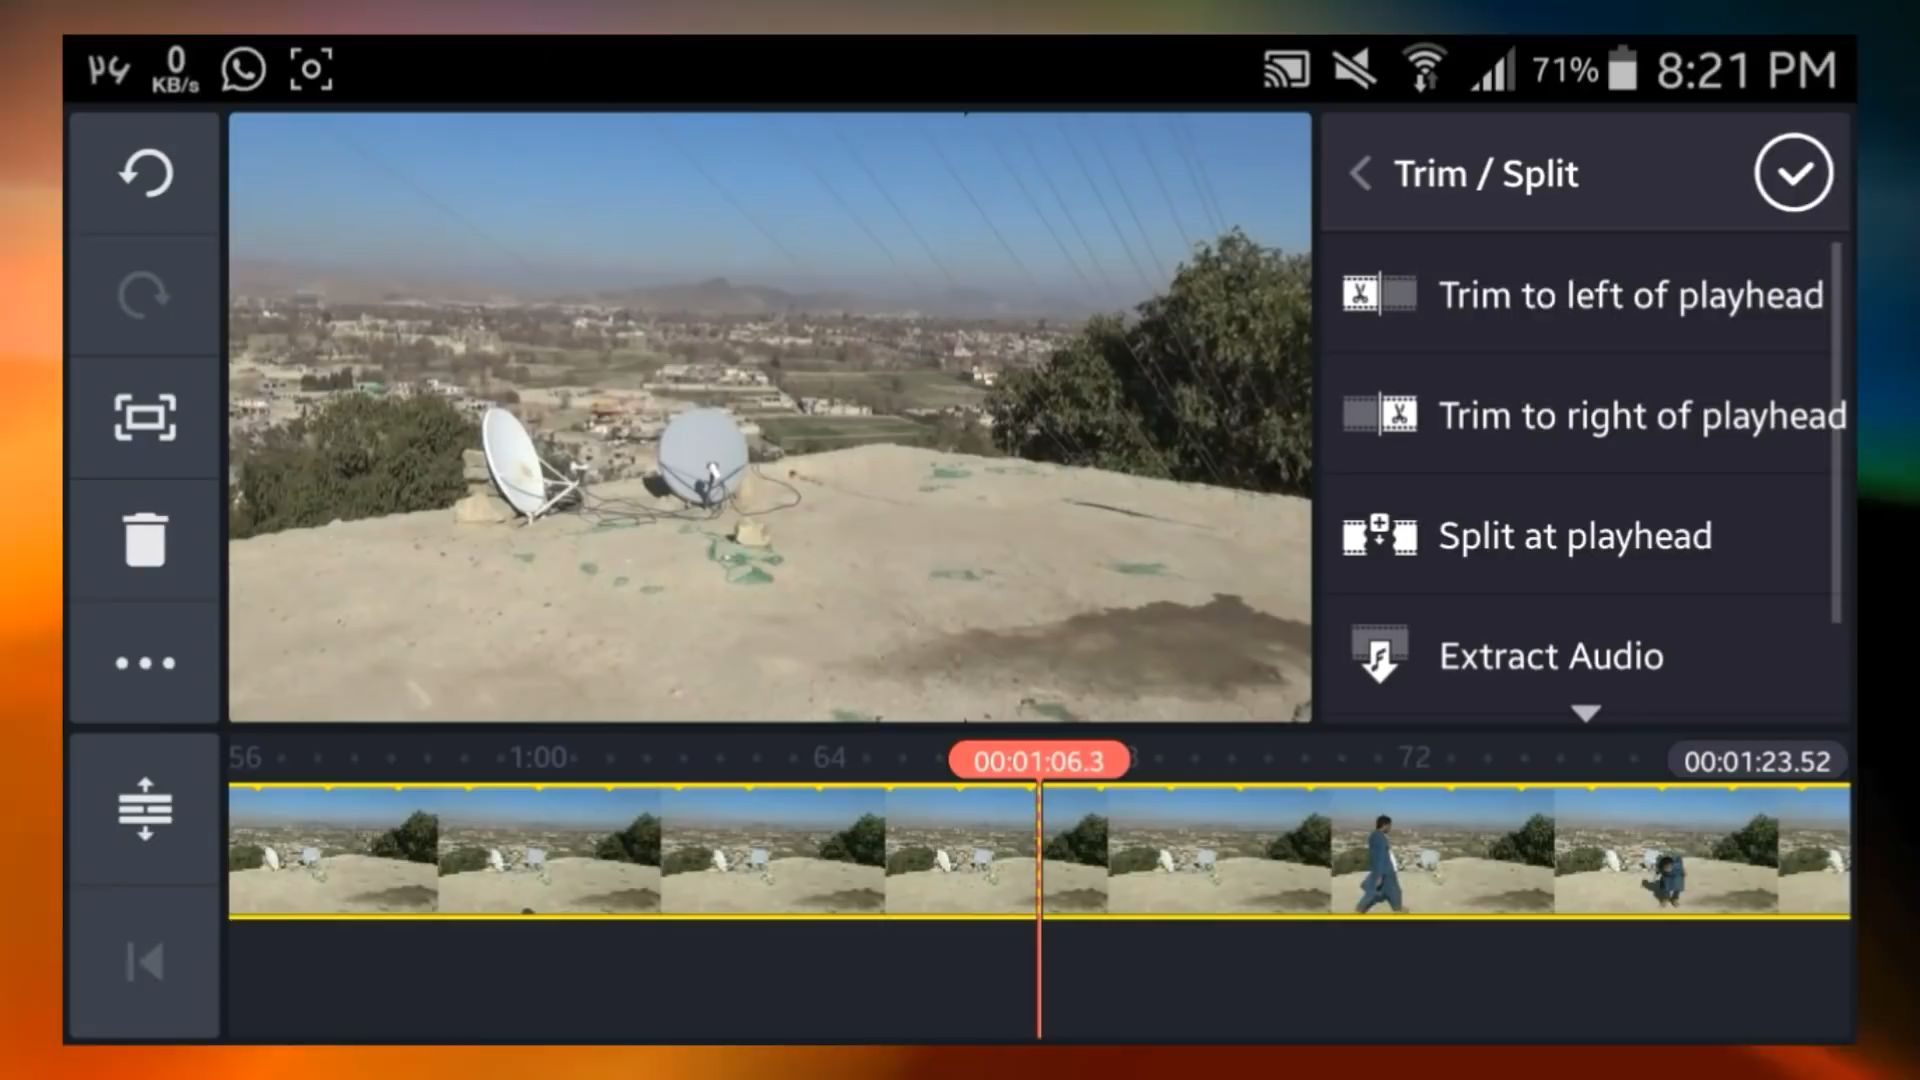 ۲۶
0
KB/s
71%
8:21 PM
Trim / Split
Trim to left of playhead
Trim to right of playhead
Split at playhead
Extract Audio
56
1:00
64
00:01:06.3
72
00:01:23.52